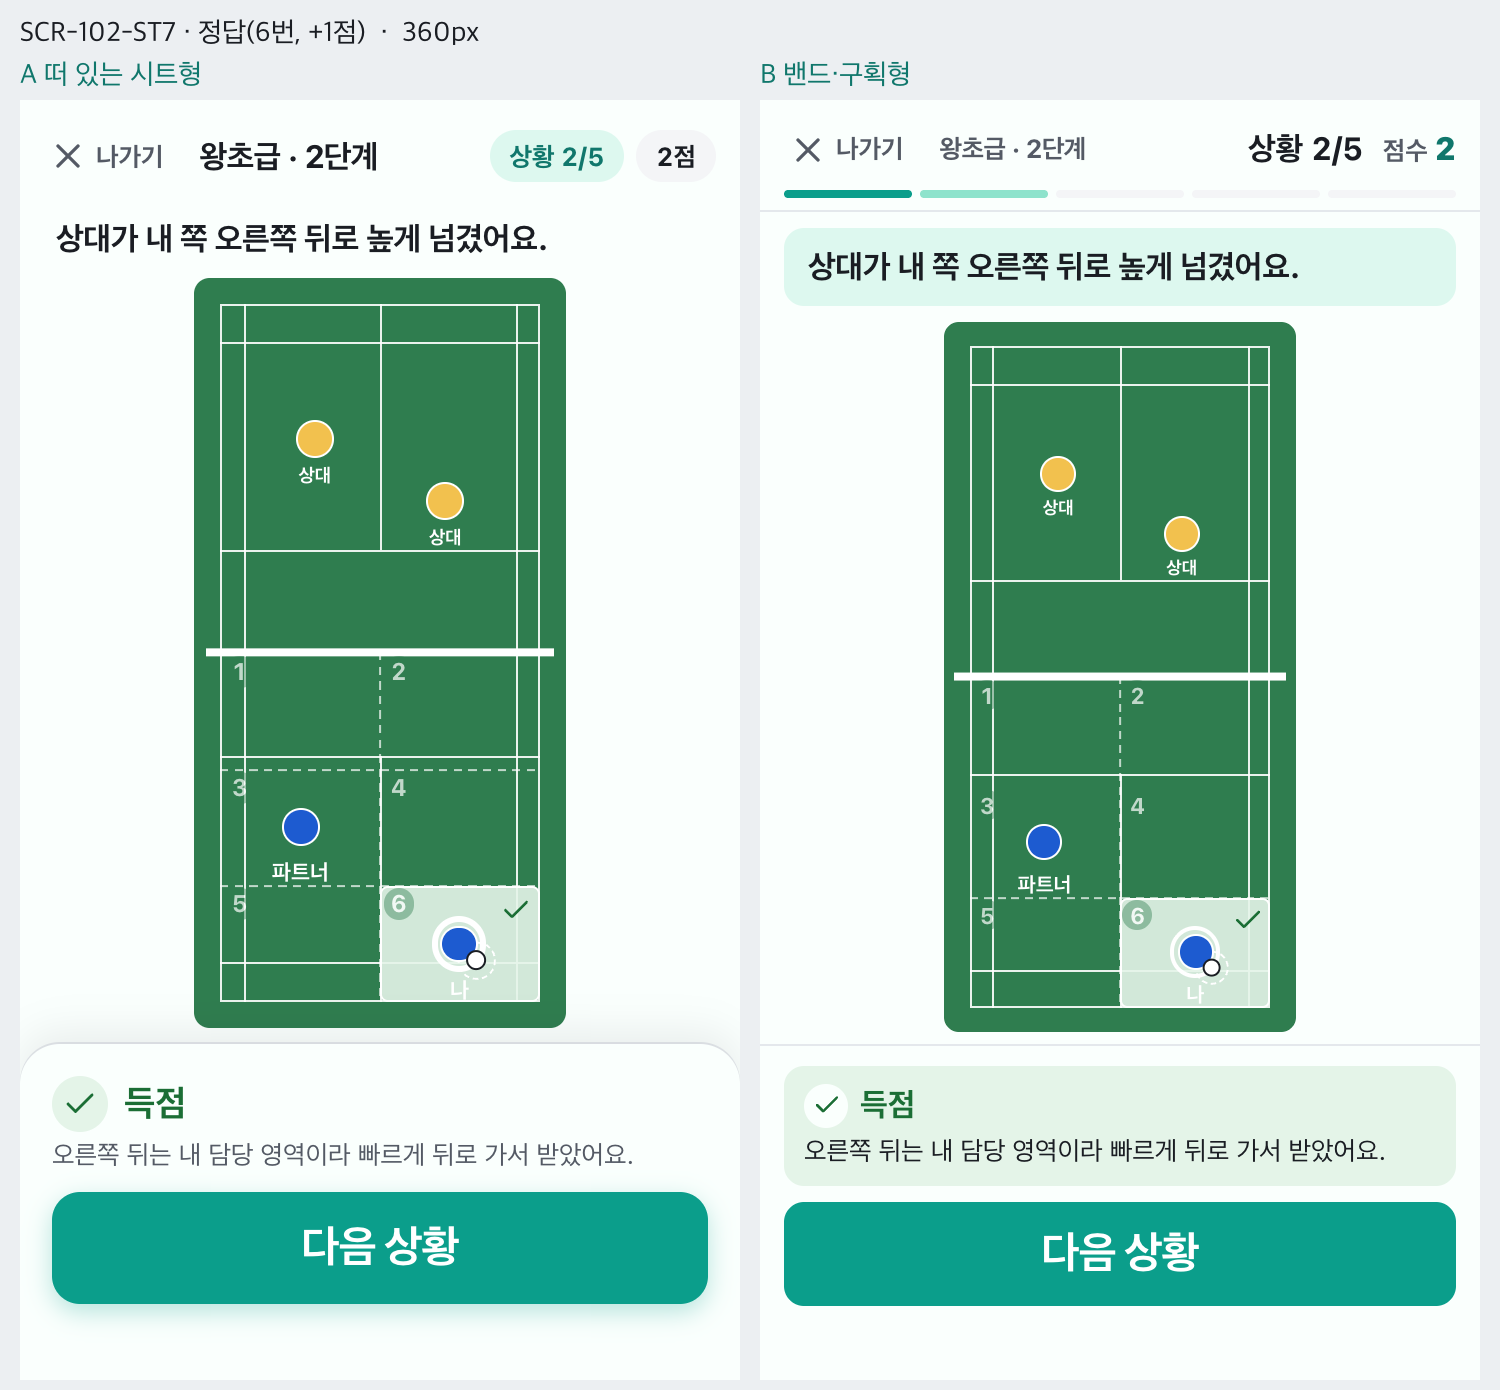 SCR-102-ST7 · 정답(6번, +1점) · 360px
A 떠 있는 시트형
나가기 왕초급 · 2단계 상황 2/5 2점
상대가 내 쪽 오른쪽 뒤로 높게 넘겼어요.
상대
상대
1 2
3 4
파트너
5 6
나
득점
오른쪽 뒤는 내 담당 영역이라 빠르게 뒤로 가서 받았어요.
다음 상황
B 밴드·구획형
나가기 왕초급 · 2단계 상황 2/5 점수 2
상대가 내 쪽 오른쪽 뒤로 높게 넘겼어요.
상대
상대
1 2
3 4
파트너
5 6
나
득점
오른쪽 뒤는 내 담당 영역이라 빠르게 뒤로 가서 받았어요.
다음 상황